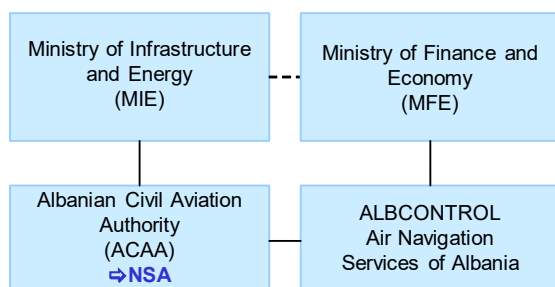 Ministry of Infrastructure
and Energy
(MIE)
Ministry of Finance and
Economy
(MFE)
Albanian Civil Aviation
Authority
(ACAA)
⇨NSA
ALBCONTROL
Air Navigation
Services of Albania